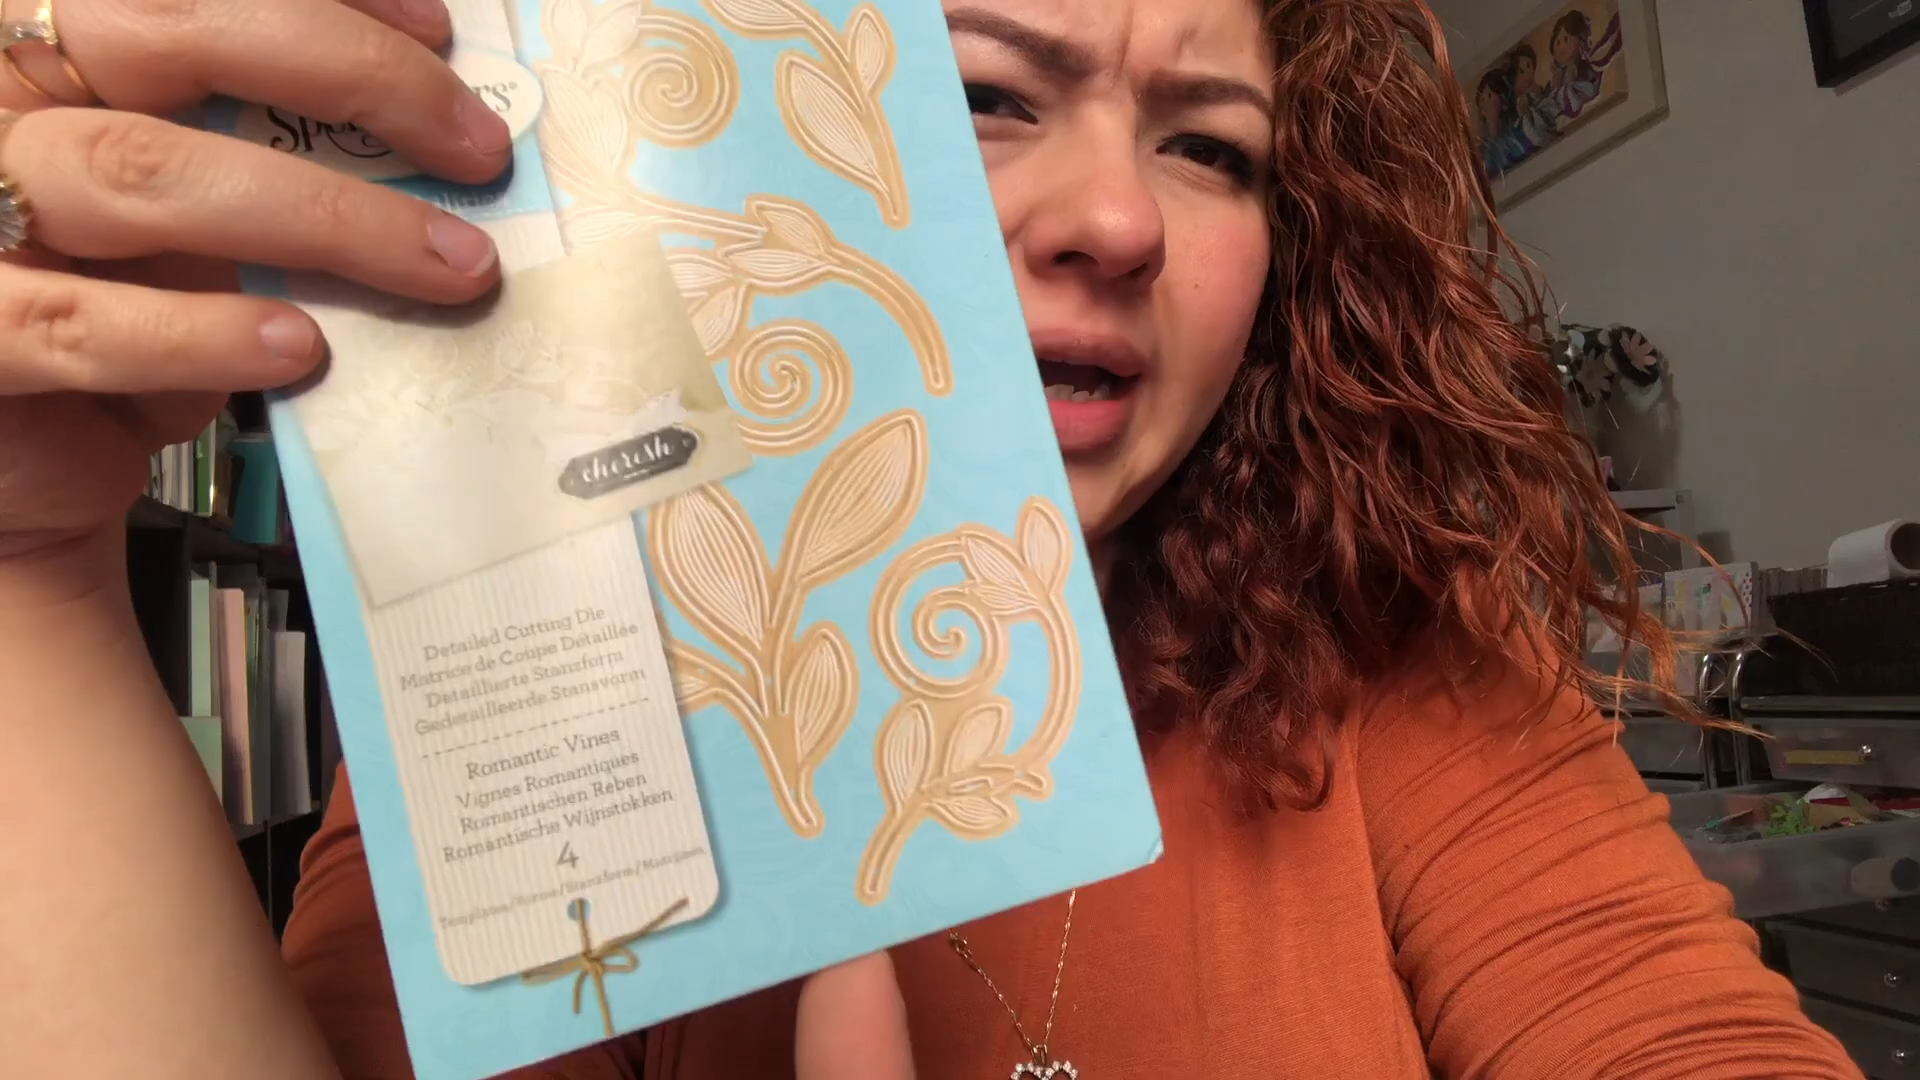 cherish
Detailed Cutting Die
Matrice de Coupe Détaillée
Detaillierte Stanzform
Gedetailleerde Stansvorm
Romantic Vines
Vignes Romantiques
Romantischen Reben
Romantische Wijnstokken
4